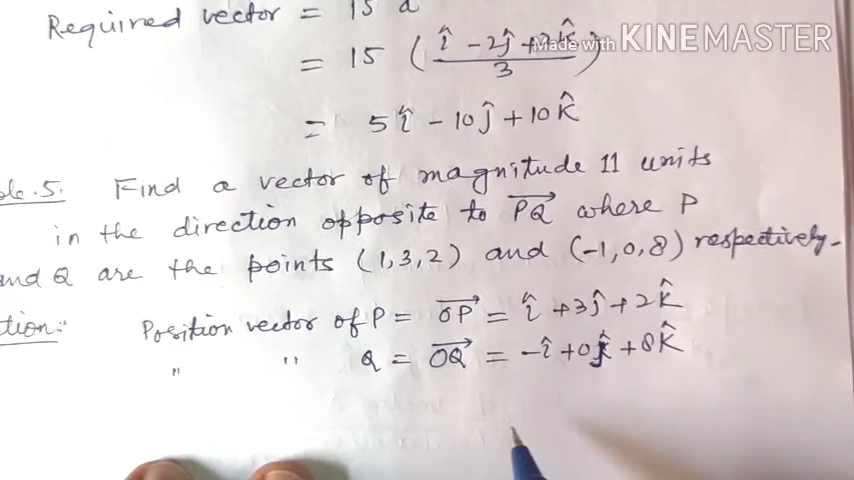 Required vector = 15 a
= 15 ( î - 2ĵ + 2k̂ / 3 )
Made with KINEMASTER
= 5î - 10ĵ + 10k̂
ple.5. Find a vector of magnitude 11 units
in the direction opposite to PQ⃗ where P
and Q are the points (1,3,2) and (-1,0,8) respectively.
tion:- Position vector of P = OP⃗ = î + 3ĵ + 2k̂
" " Q = OQ⃗ = -î + 0ĵ + 8k̂